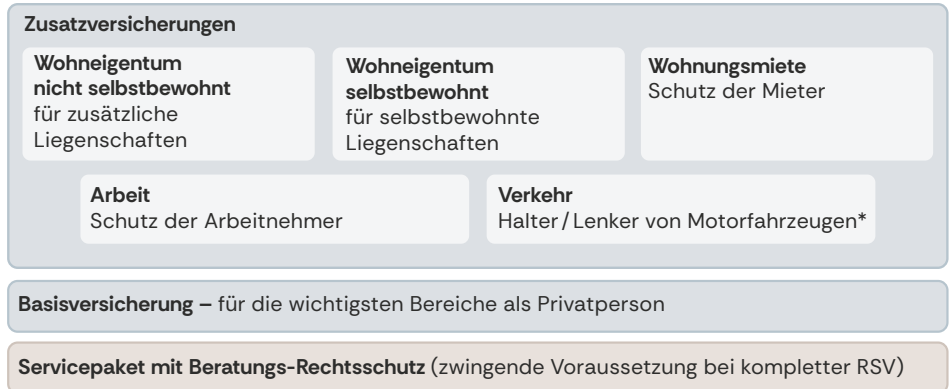 Zusatzversicherungen
Wohneigentum
nicht selbstbewohnt
für zusätzliche
Liegenschaften
Wohneigentum
selbstbewohnt
für selbstbewohnte
Liegenschaften
Wohnungsmiete
Schutz der Mieter
Arbeit
Schutz der Arbeitnehmer
Verkehr
Halter / Lenker von Motorfahrzeugen*
Basisversicherung – für die wichtigsten Bereiche als Privatperson
Servicepaket mit Beratungs-Rechtsschutz (zwingende Voraussetzung bei kompletter RSV)